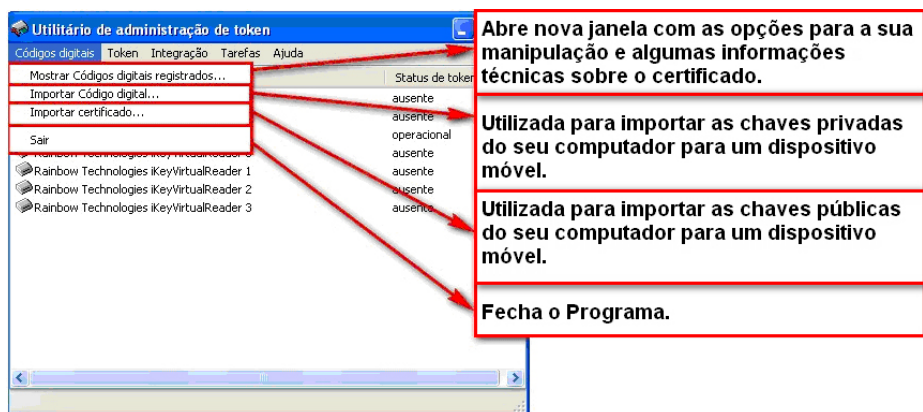 Utilitário de administração de token
Códigos digitais Token Integração Tarefas Ajuda
Mostrar Códigos digitais registrados...
Importar Código digital...
Importar certificado...
Sair
Status de token
ausente
ausente
operacional
ausente
Rainbow Technologies iKeyVirtualReader 1 ausente
Rainbow Technologies iKeyVirtualReader 2 ausente
Rainbow Technologies iKeyVirtualReader 3 ausente
Abre nova janela com as opções para a sua
manipulação e algumas informações
técnicas sobre o certificado.
Utilizada para importar as chaves privadas
do seu computador para um dispositivo
móvel.
Utilizada para importar as chaves públicas
do seu computador para um dispositivo
móvel.
Fecha o Programa.